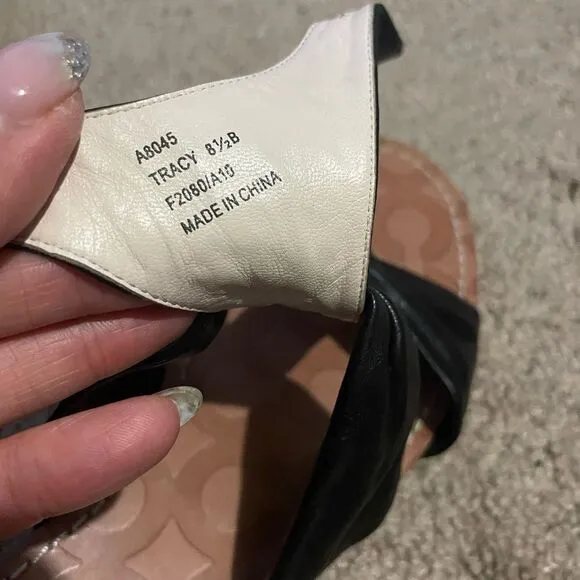 A8045
TRACY 8½B
F2080/A10
MADE IN CHINA